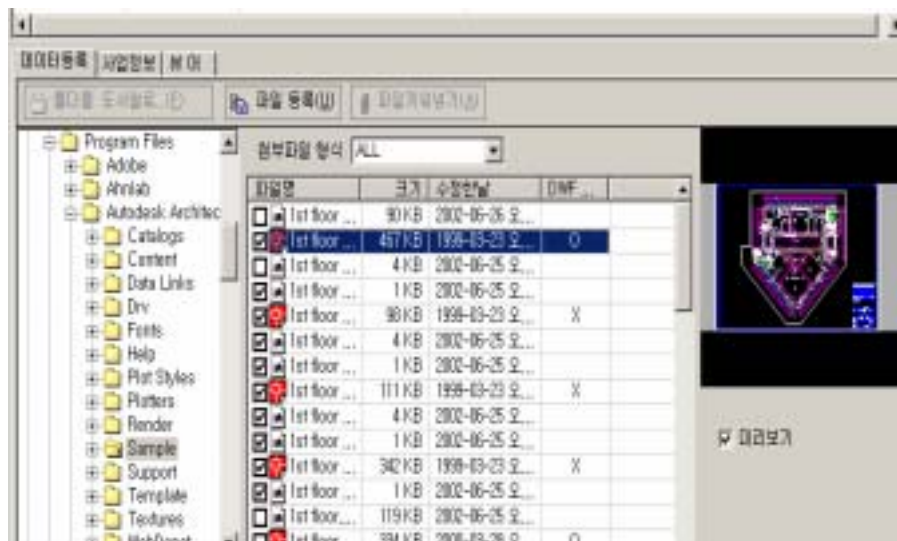 데이터등록 사업정보 뷰 어
파일 등록(U)
Program Files
Adobe
Ahnlab
Autodesk Architec
Catalogs
Content
Data Links
Drv
Fonts
Help
Plot Styles
Plotters
Render
Sample
Support
Template
Textures
첨부파일 형식 ALL
파일명 크기 수정한날 DWF ...
1st floor ... 90 KB 2002-06-26 오...
1st floor ... 467 KB 1999-03-23 오... O
1st floor ... 4 KB 2002-06-25 오...
1st floor ... 1 KB 2002-06-25 오...
1st floor ... 98 KB 1999-03-23 오... X
1st floor ... 4 KB 2002-06-25 오...
1st floor ... 1 KB 2002-06-25 오...
1st floor ... 111 KB 1999-03-23 오... X
1st floor ... 4 KB 2002-06-25 오...
1st floor ... 1 KB 2002-06-25 오...
1st floor ... 342 KB 1999-03-23 오... X
1st floor ... 1 KB 2002-06-25 오...
1st floor ... 119 KB 2002-06-25 오...
미리보기